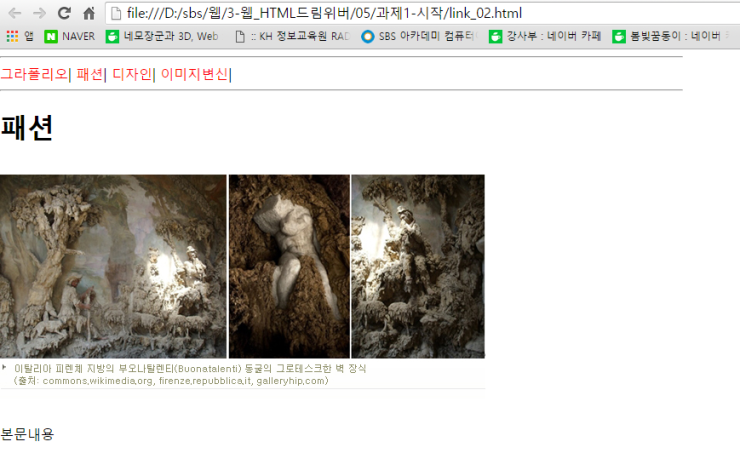 file:///D:/sbs/웹/3-웹_HTML드림위버/05/과제1-시작/link_02.html
앱 NAVER 네모장군과 3D, Web :: KH 정보교육원 RAD SBS 아카데미 컴퓨터 강사부 : 네이버 카페 봄빛꿈동이 : 네이버
그라폴리오| 패션| 디자인| 이미지변신|
패션
이탈리아 피렌체 지방의 부오나탈렌티(Buonatalenti) 동굴의 그로테스크한 벽 장식
(출처: commons.wikimedia.org, firenze.repubblica.it, galleryhip.com)
본문내용